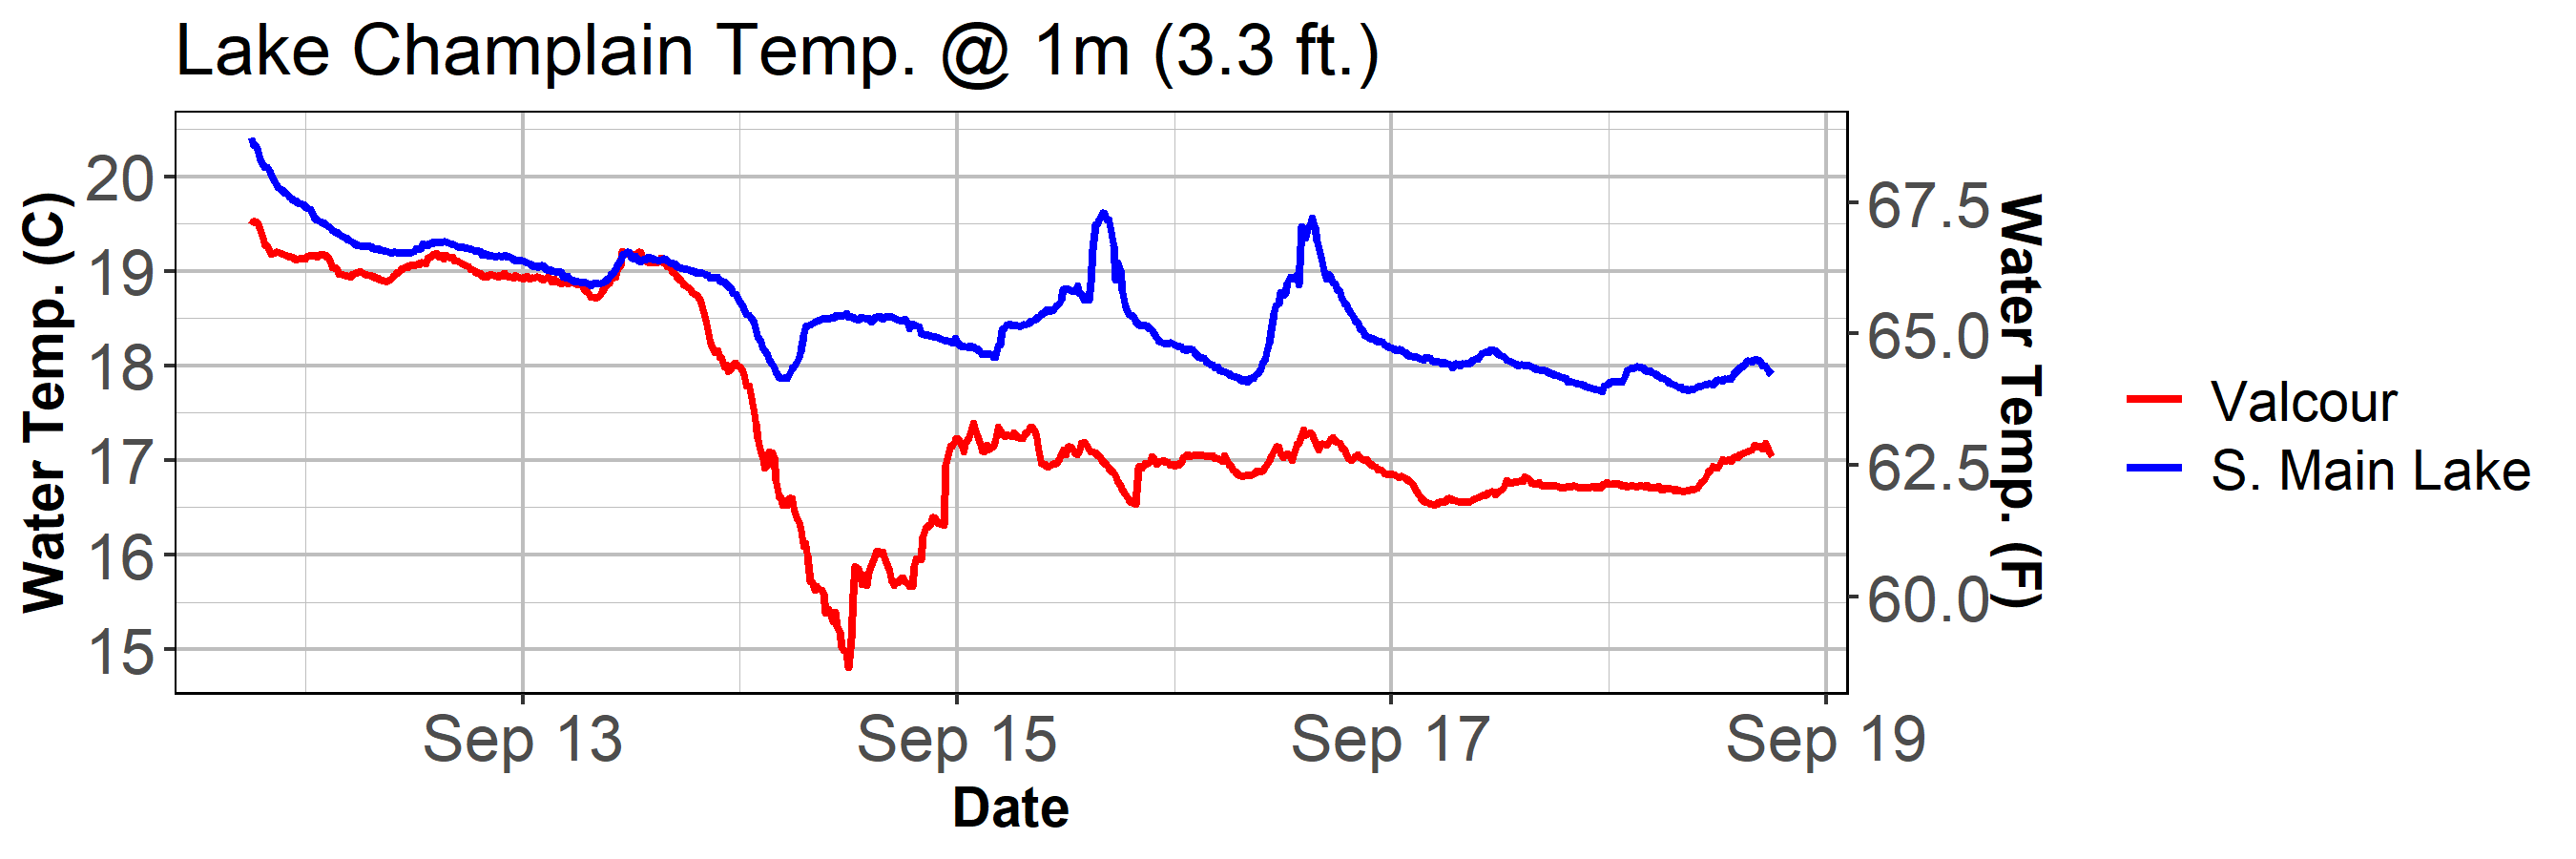 Lake Champlain Temp. @ 1m (3.3 ft.)
Water Temp. (C)
20
19
18
17
16
15
67.5
65.0
62.5
60.0
Water Temp. (F)
Sep 13
Sep 15
Sep 17
Sep 19
Date
Valcour
S. Main Lake